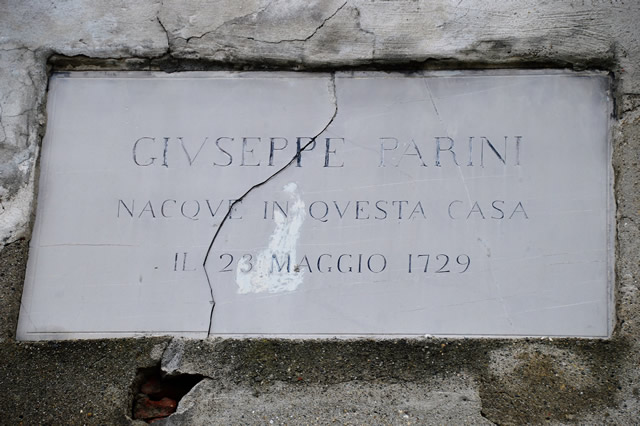 GIVSEPPE PARINI
NACQVE IN QVESTA CASA
IL 23 MAGGIO 1729